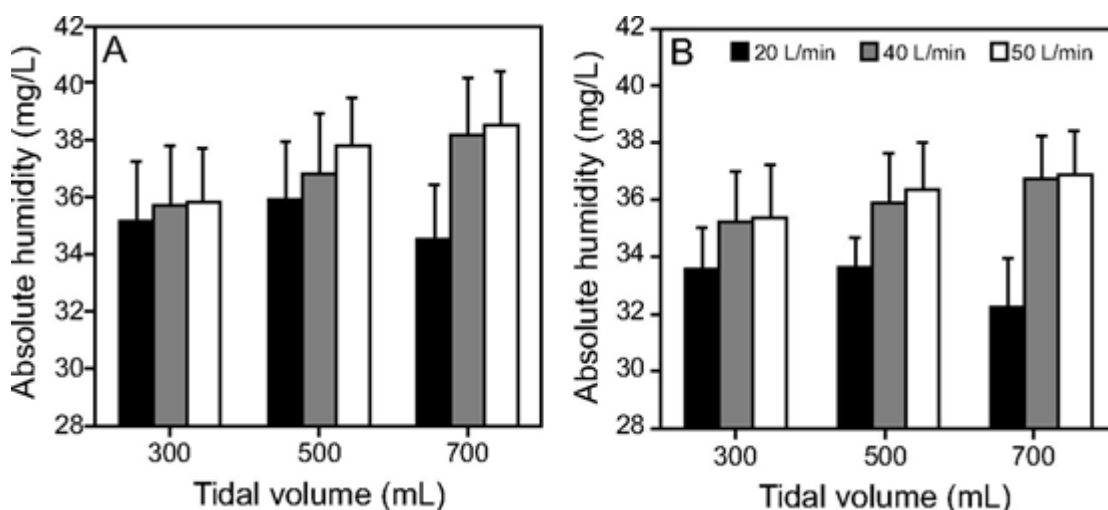 A
Absolute humidity (mg/L)
42
40
38
36
34
32
30
28
300 500 700
Tidal volume (mL)
B
20 L/min 40 L/min 50 L/min
Absolute humidity (mg/L)
42
40
38
36
34
32
30
28
300 500 700
Tidal volume (mL)